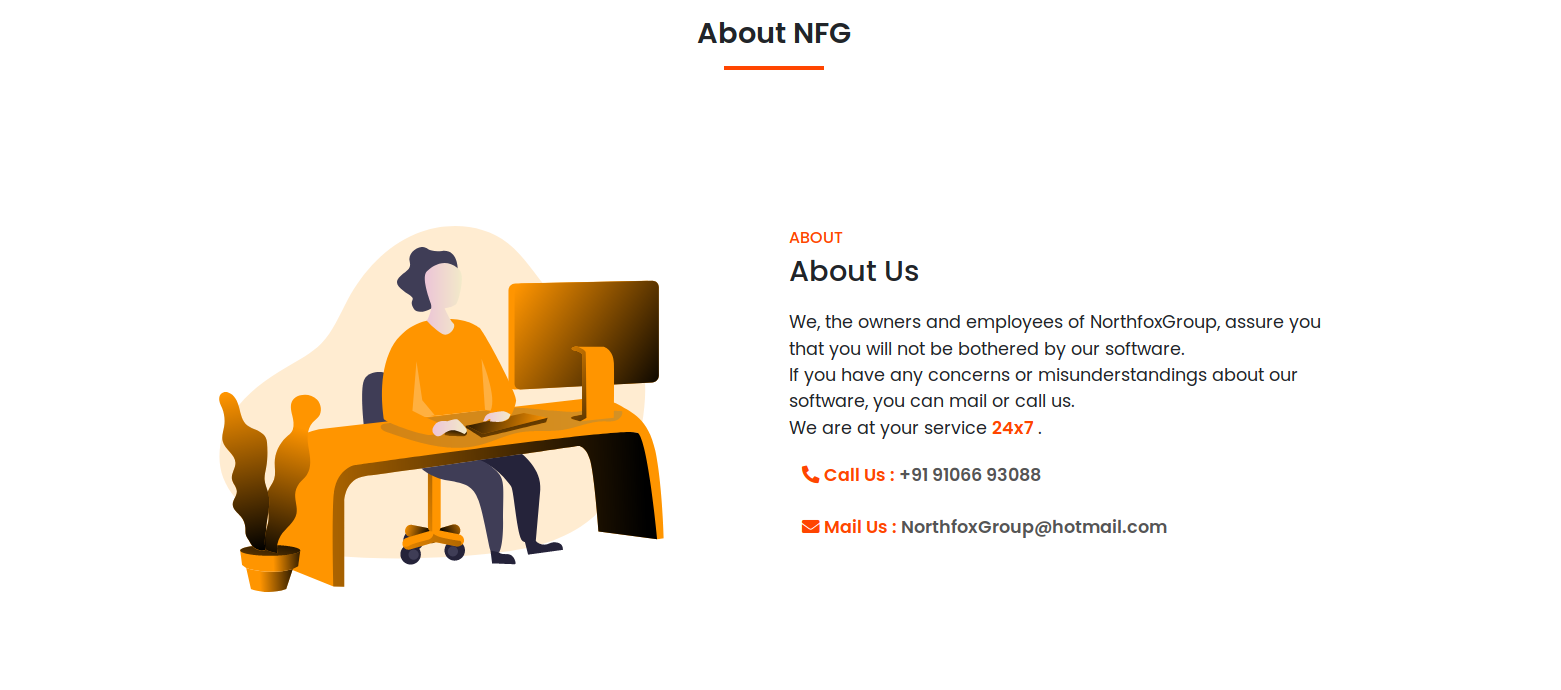 About NFG
ABOUT
About Us
We, the owners and employees of NorthfoxGroup, assure you
that you will not be bothered by our software.
If you have any concerns or misunderstandings about our
software, you can mail or call us.
We are at your service 24x7 .
Call Us : +91 91066 93088
Mail Us : NorthfoxGroup@hotmail.com